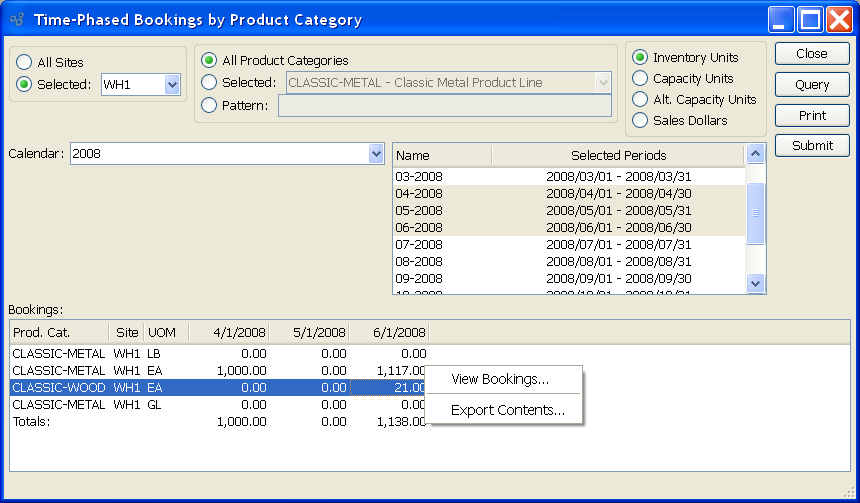 Time-Phased Bookings by Product Category
All Sites
Selected: WH1
All Product Categories
Selected: CLASSIC-METAL - Classic Metal Product Line
Pattern:
Inventory Units
Capacity Units
Alt. Capacity Units
Sales Dollars
Close
Query
Print
Submit
Calendar: 2008
Name Selected Periods
03-2008 2008/03/01 - 2008/03/31
04-2008 2008/04/01 - 2008/04/30
05-2008 2008/05/01 - 2008/05/31
06-2008 2008/06/01 - 2008/06/30
07-2008 2008/07/01 - 2008/07/31
08-2008 2008/08/01 - 2008/08/31
09-2008 2008/09/01 - 2008/09/30
Bookings:
Prod. Cat. Site UOM 4/1/2008 5/1/2008 6/1/2008
CLASSIC-METAL WH1 LB 0.00 0.00 0.00
CLASSIC-METAL WH1 EA 1,000.00 0.00 1,117.00
CLASSIC-WOOD WH1 EA 0.00 0.00 21.00
CLASSIC-METAL WH1 GL 0.00 0.00 0.00
Totals: 1,000.00 0.00 1,138.00
View Bookings...
Export Contents...